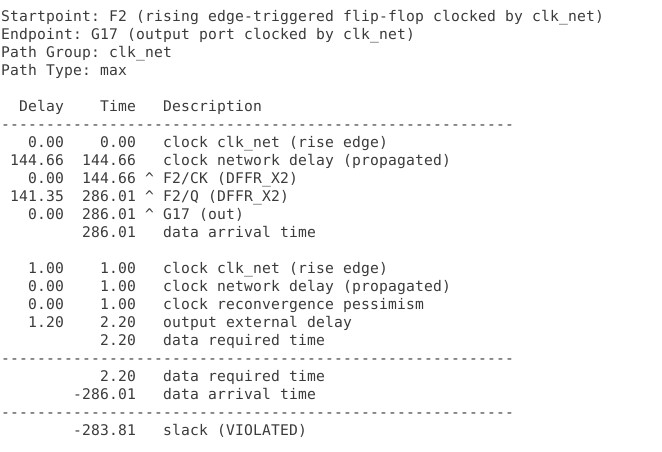 Startpoint: F2 (rising edge-triggered flip-flop clocked by clk_net)
Endpoint: G17 (output port clocked by clk_net)
Path Group: clk_net
Path Type: max

  Delay    Time   Description
---------------------------------------------------------
   0.00    0.00   clock clk_net (rise edge)
 144.66  144.66   clock network delay (propagated)
   0.00  144.66 ^ F2/CK (DFFR_X2)
 141.35  286.01 ^ F2/Q (DFFR_X2)
   0.00  286.01 ^ G17 (out)
         286.01   data arrival time

   1.00    1.00   clock clk_net (rise edge)
   0.00    1.00   clock network delay (propagated)
   0.00    1.00   clock reconvergence pessimism
   1.20    2.20   output external delay
           2.20   data required time
---------------------------------------------------------
           2.20   data required time
        -286.01   data arrival time
---------------------------------------------------------
        -283.81   slack (VIOLATED)